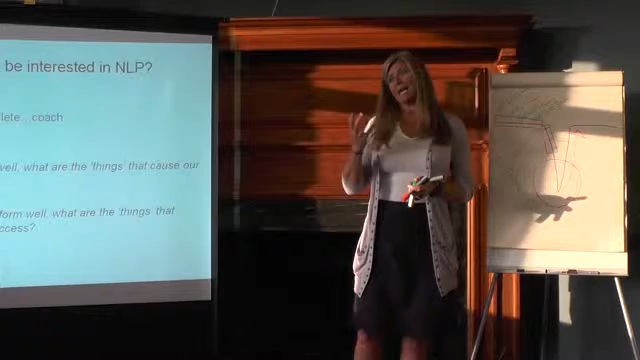 be interested in NLP?
lete…coach
well, what are the 'things' that cause our
form well, what are the 'things' that
ccess?